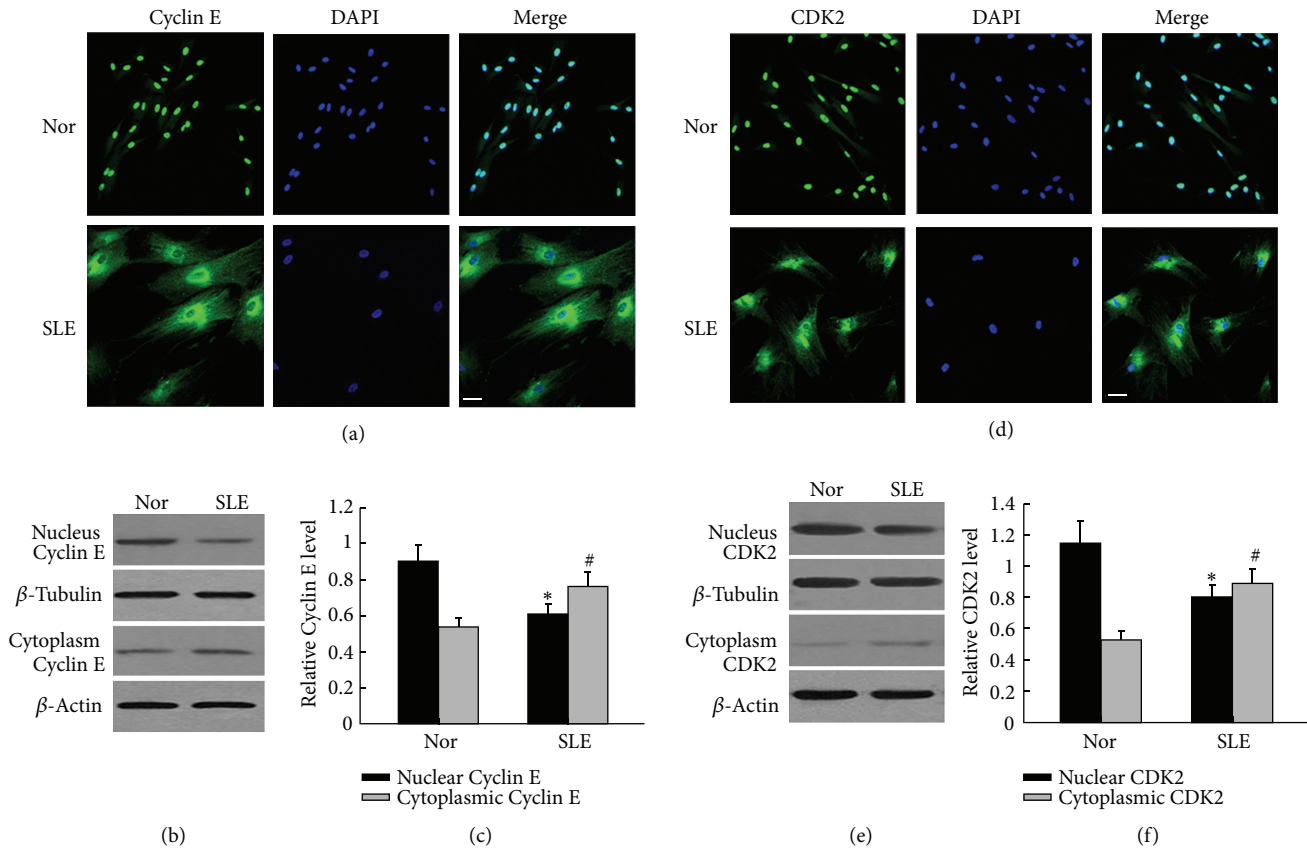 Cyclin E DAPI Merge
Nor
SLE
(a)
CDK2 DAPI Merge
Nor
SLE
(d)
Nor SLE
Nucleus
Cyclin E
β-Tubulin
Cytoplasm
Cyclin E
β-Actin
(b)
Relative Cyclin E level
1.2
1
0.8
0.6
0.4
0.2
0
* #
Nor SLE
Nuclear Cyclin E
Cytoplasmic Cyclin E
(c)
Nor SLE
Nucleus
CDK2
β-Tubulin
Cytoplasm
CDK2
β-Actin
(e)
Relative CDK2 level
1.4
1.2
1
0.8
0.6
0.4
0.2
0
* #
Nor SLE
Nuclear CDK2
Cytoplasmic CDK2
(f)